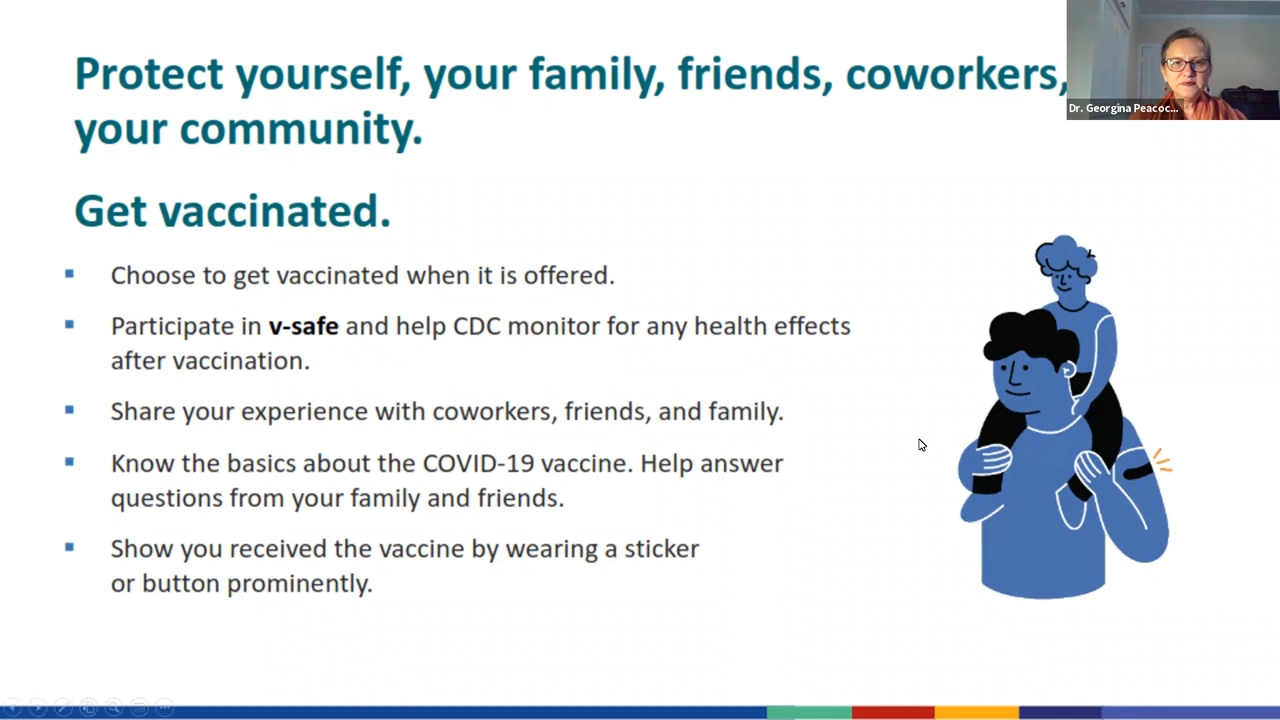 Protect yourself, your family, friends, coworkers,
your community.
Get vaccinated.
Choose to get vaccinated when it is offered.
Participate in v-safe and help CDC monitor for any health effects
after vaccination.
Share your experience with coworkers, friends, and family.
Know the basics about the COVID-19 vaccine. Help answer
questions from your family and friends.
Show you received the vaccine by wearing a sticker
or button prominently.
Dr. Georgina Peacoc...